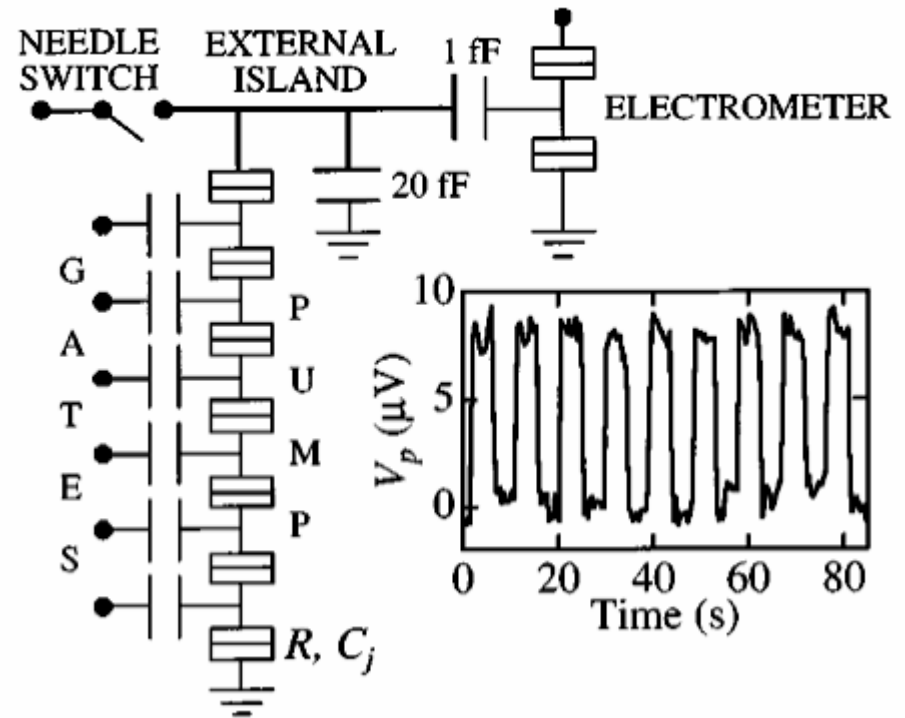 NEEDLE
SWITCH
EXTERNAL
ISLAND
1 fF
ELECTROMETER
20 fF
G
A
T
E
S
P
U
M
P
R, C_j
V_p (µV)
10
5
0
0 20 40 60 80
Time (s)